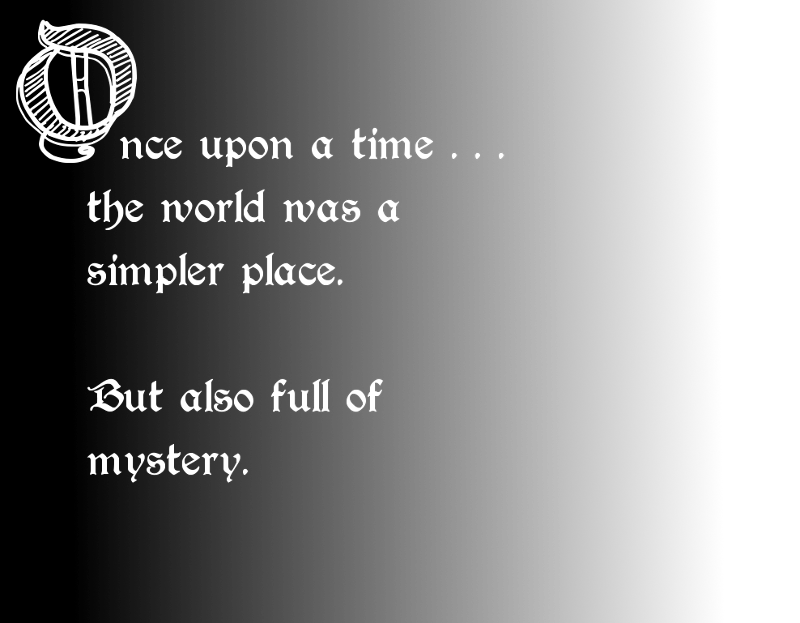 Once upon a time . . .
the world was a
simpler place.
But also full of
mystery.